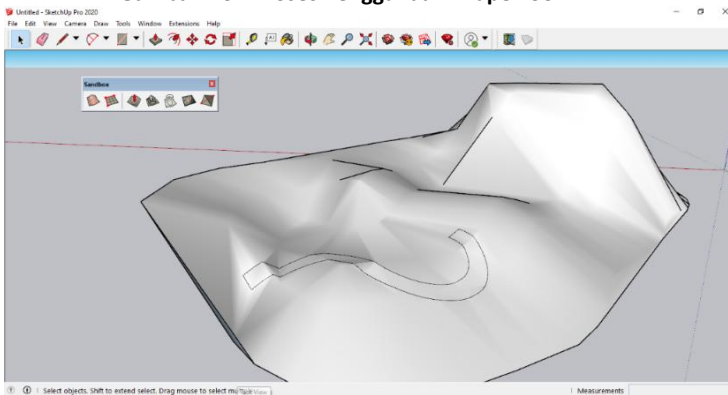 Untitled - SketchUp Pro 2020
File Edit View Camera Draw Tools Window Extensions Help
Sandbox
Select objects. Shift to extend select. Drag mouse to select
Measurements